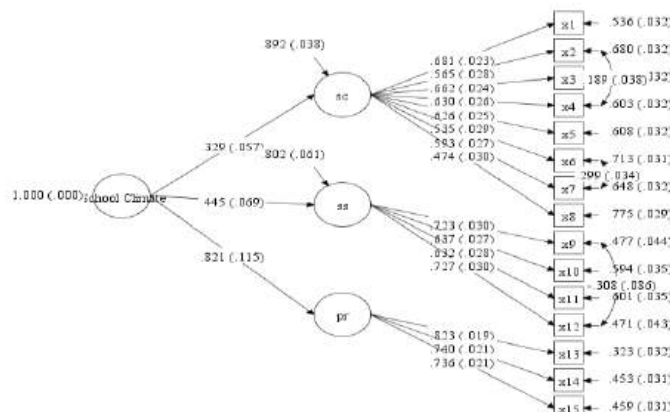 x1 .536 (.032)
.892 (.038)
x2 .680 (.032)
.681 (.023)
.565 (.028)
x3
.662 (.024)
.189 (.038)
sc
.630 (.026)
x4 .603 (.032)
.626 (.025)
x5 .608 (.032)
.535 (.029)
.593 (.027)
.329 (.057)
.474 (.030)
x6 .713 (.031)
.802 (.061)
.299 (.034)
x7 .648 (.032)
1.000 (.000) School Climate
.445 (.069)
ss
x8 .775 (.029)
.723 (.030)
x9 .477 (.044)
.637 (.027)
.632 (.028)
.821 (.115)
.727 (.030)
x10 .594 (.035)
-.308 (.086)
x11 .601 (.035)
pr
x12 .471 (.043)
.823 (.019)
x13 .323 (.032)
.740 (.021)
.736 (.021)
x14 .453 (.031)
x15 .459 (.031)